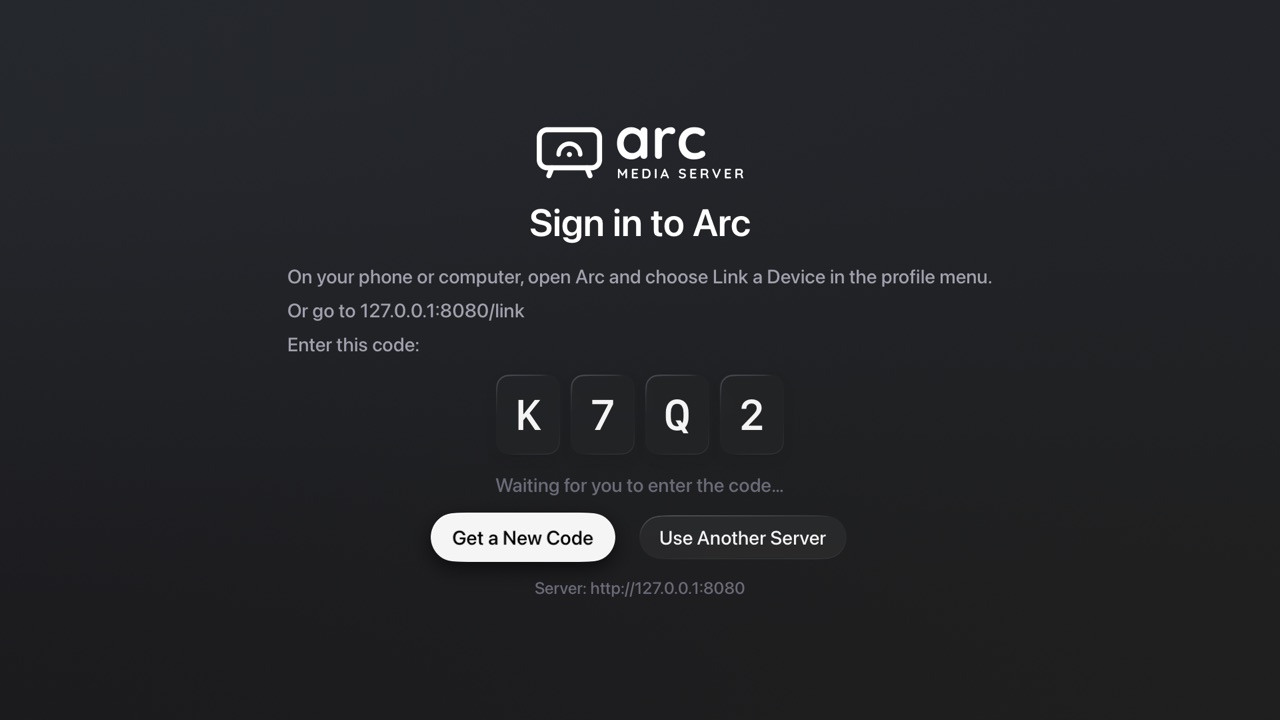 arc
MEDIA SERVER
Sign in to Arc
On your phone or computer, open Arc and choose Link a Device in the profile menu.
Or go to 127.0.0.1:8080/link
Enter this code:
K 7 Q 2
Waiting for you to enter the code...
Get a New Code Use Another Server
Server: http://127.0.0.1:8080